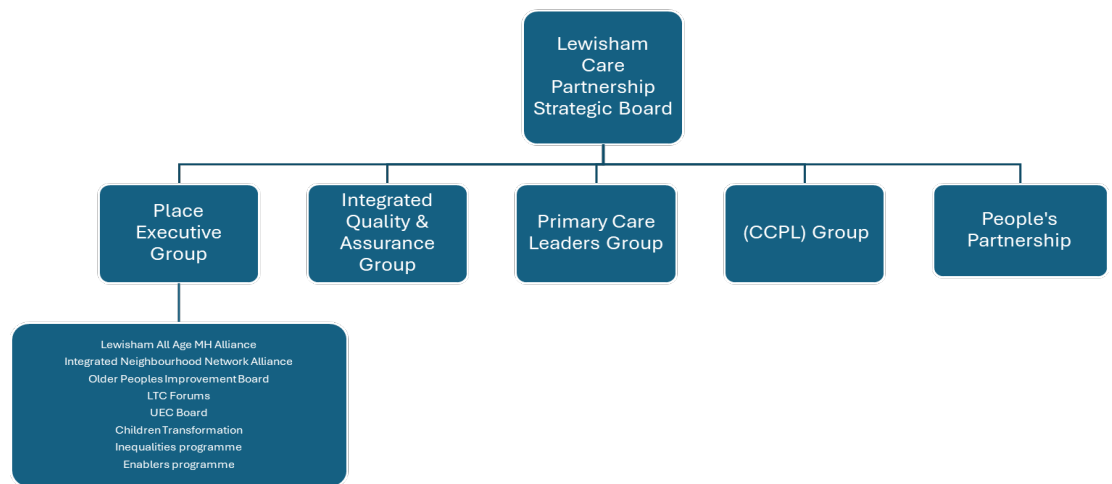 Lewisham
Care
Partnership
Strategic Board
Place
Executive
Group
Integrated
Quality &
Assurance
Group
Primary Care
Leaders Group
(CCPL) Group
People's
Partnership
Lewisham All Age MH Alliance
Integrated Neighbourhood Network Alliance
Older Peoples Improvement Board
LTC Forums
UEC Board
Children Transformation
Inequalities programme
Enablers programme